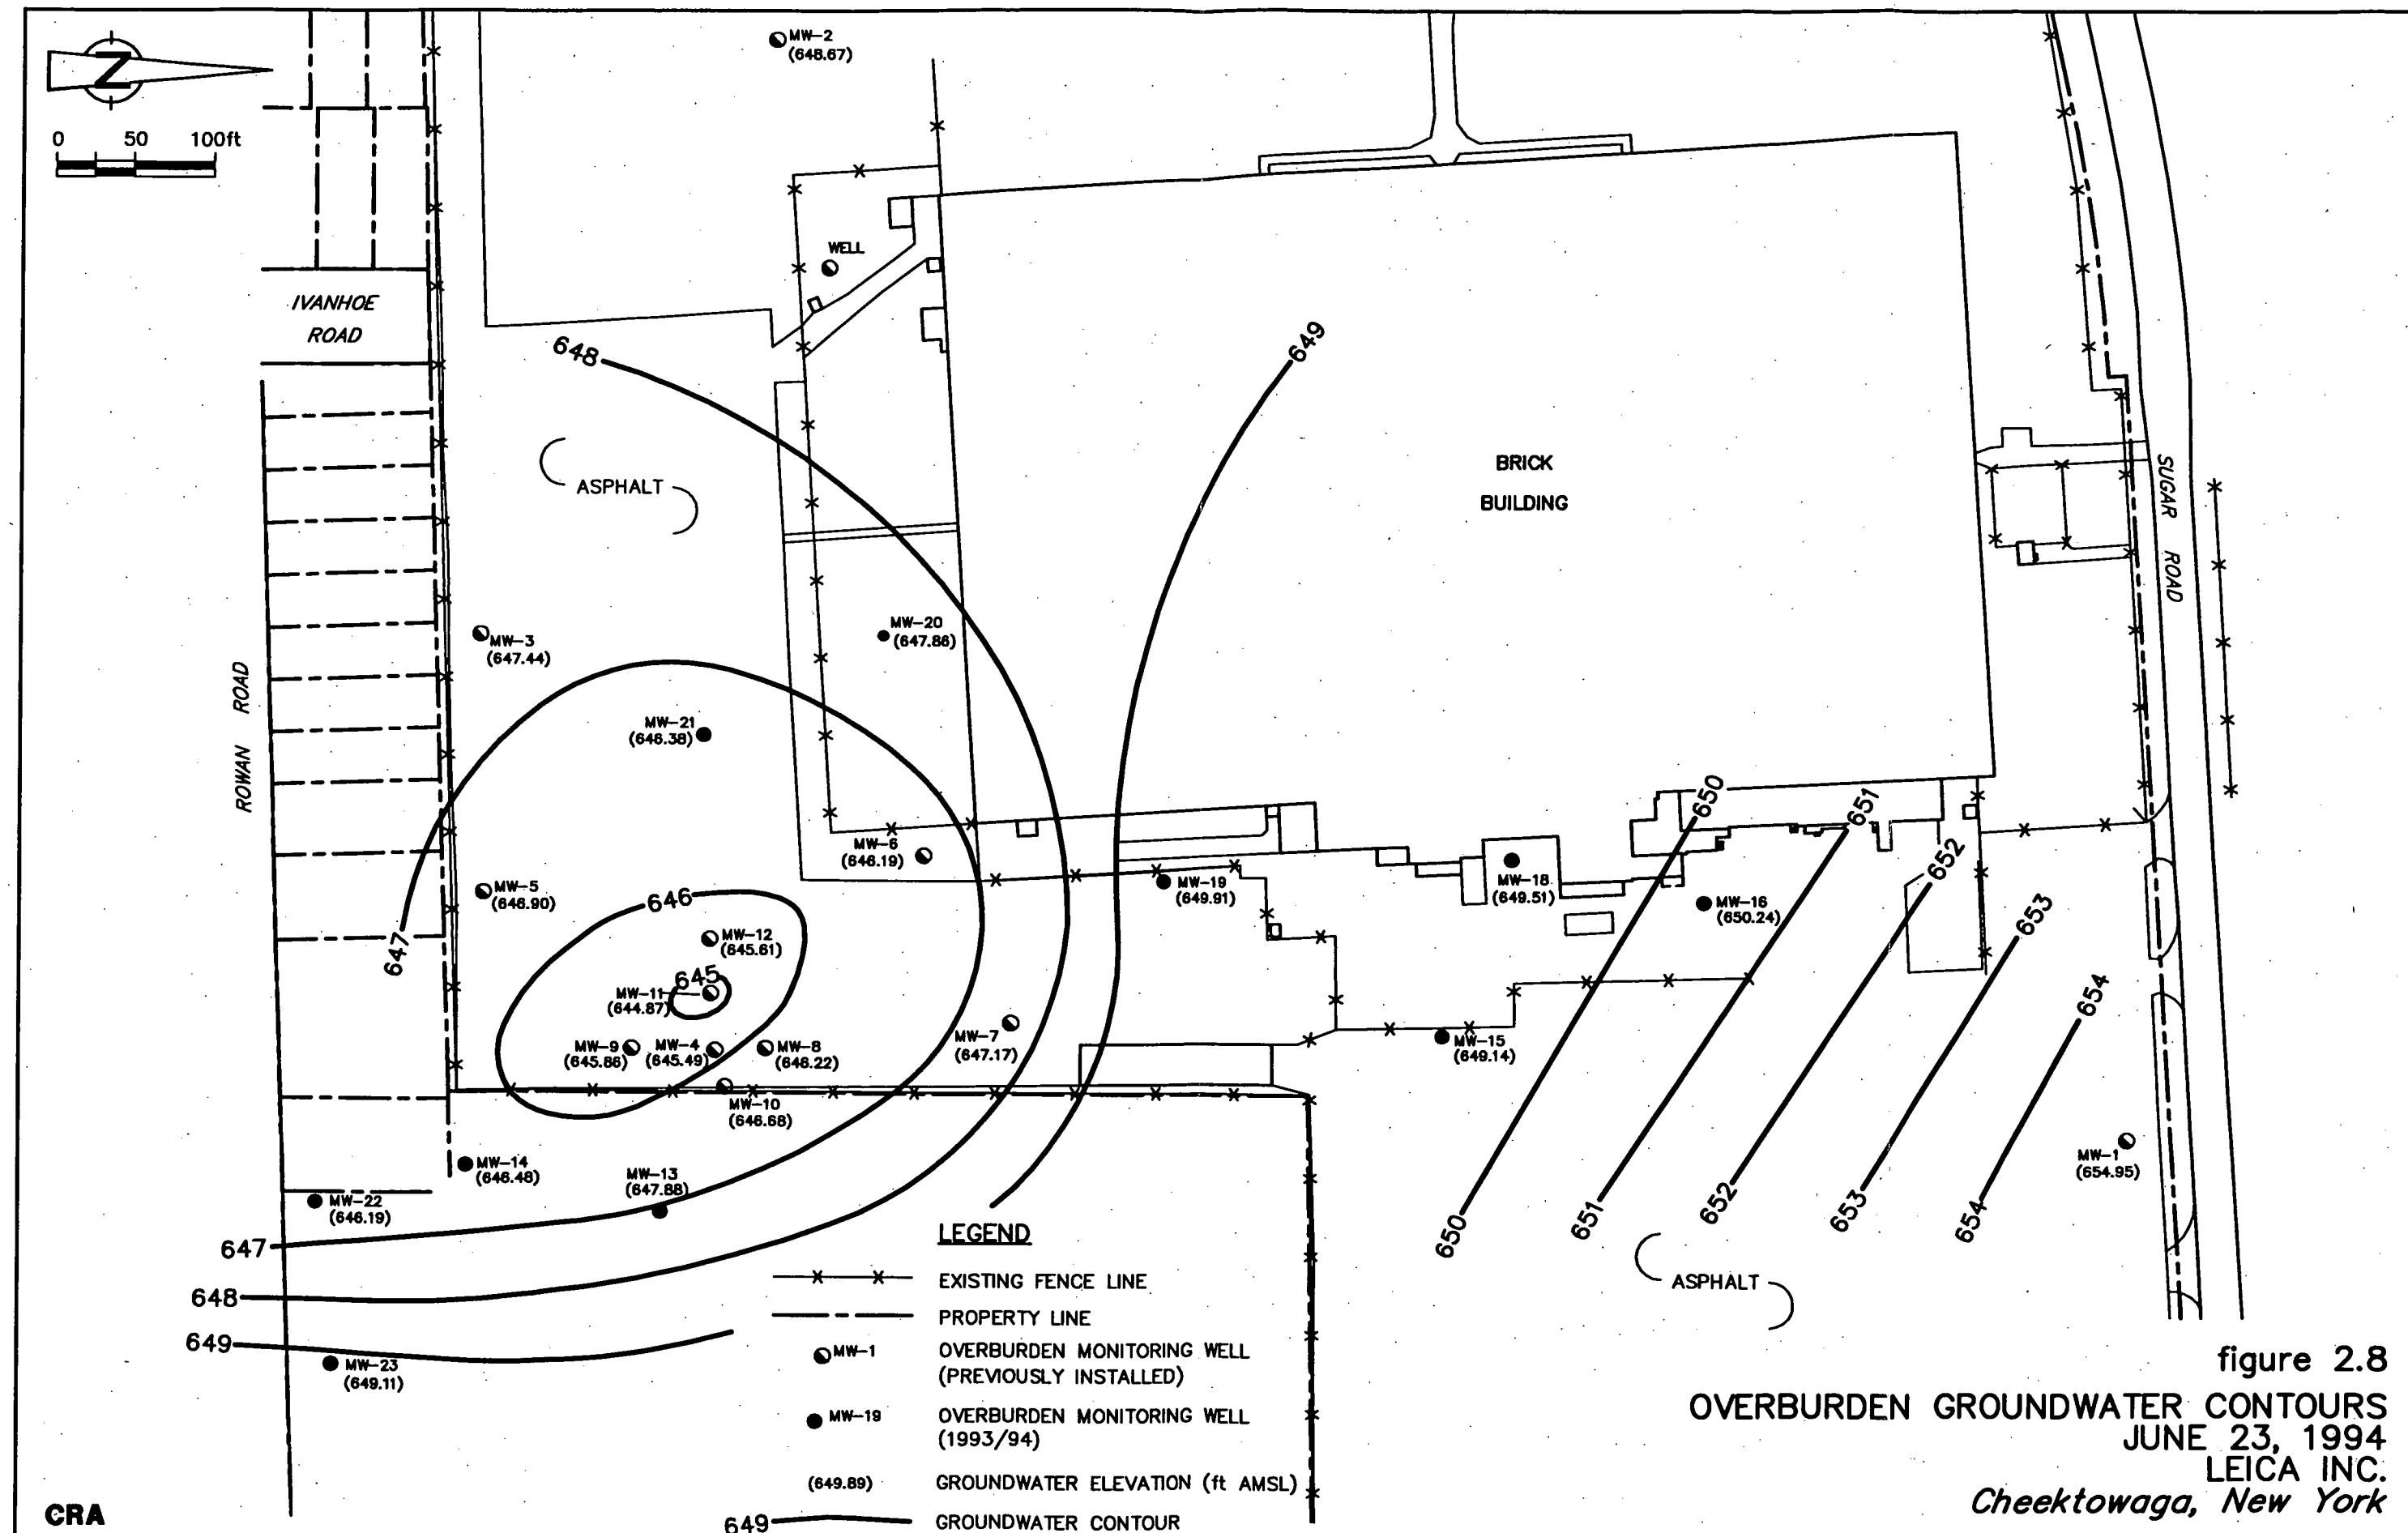 MW-2
(648.67)
N
0 50 100ft
WELL
IVANHOE
ROAD
648
649
ASPHALT
BRICK
BUILDING
SUGAR ROAD
MW-3
(647.44)
MW-20
(647.86)
ROWAN ROAD
MW-21
(646.38)
650
651
652
653
654
MW-6
(646.19)
MW-19
(649.91)
MW-18
(649.51)
MW-16
(650.24)
MW-5
(646.90)
646
MW-12
(645.61)
647
645
MW-11
(644.87)
MW-9
(645.86)
MW-4
(645.49)
MW-8
(646.22)
MW-7
(647.17)
MW-15
(649.14)
MW-10
(646.68)
MW-14
(646.48)
MW-13
(647.88)
MW-22
(646.19)
MW-1
(654.95)
650
651
652
653
654
647
648
649
MW-23
(649.11)
ASPHALT
LEGEND
EXISTING FENCE LINE
PROPERTY LINE
MW-1 OVERBURDEN MONITORING WELL
(PREVIOUSLY INSTALLED)
MW-19 OVERBURDEN MONITORING WELL
(1993/94)
(649.89) GROUNDWATER ELEVATION (ft AMSL)
649 GROUNDWATER CONTOUR
figure 2.8
OVERBURDEN GROUNDWATER CONTOURS
JUNE 23, 1994
LEICA INC.
Cheektowaga, New York
CRA